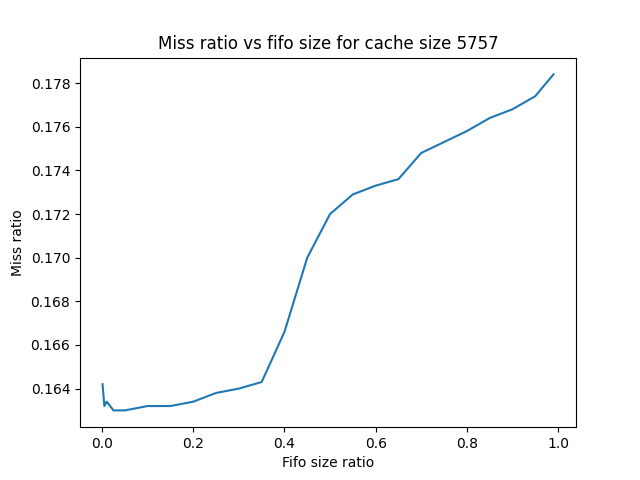 Miss ratio vs fifo size for cache size 5757
0.178
0.176
0.174
0.172
0.170
0.168
0.166
0.164
Miss ratio
0.0 0.2 0.4 0.6 0.8 1.0
Fifo size ratio